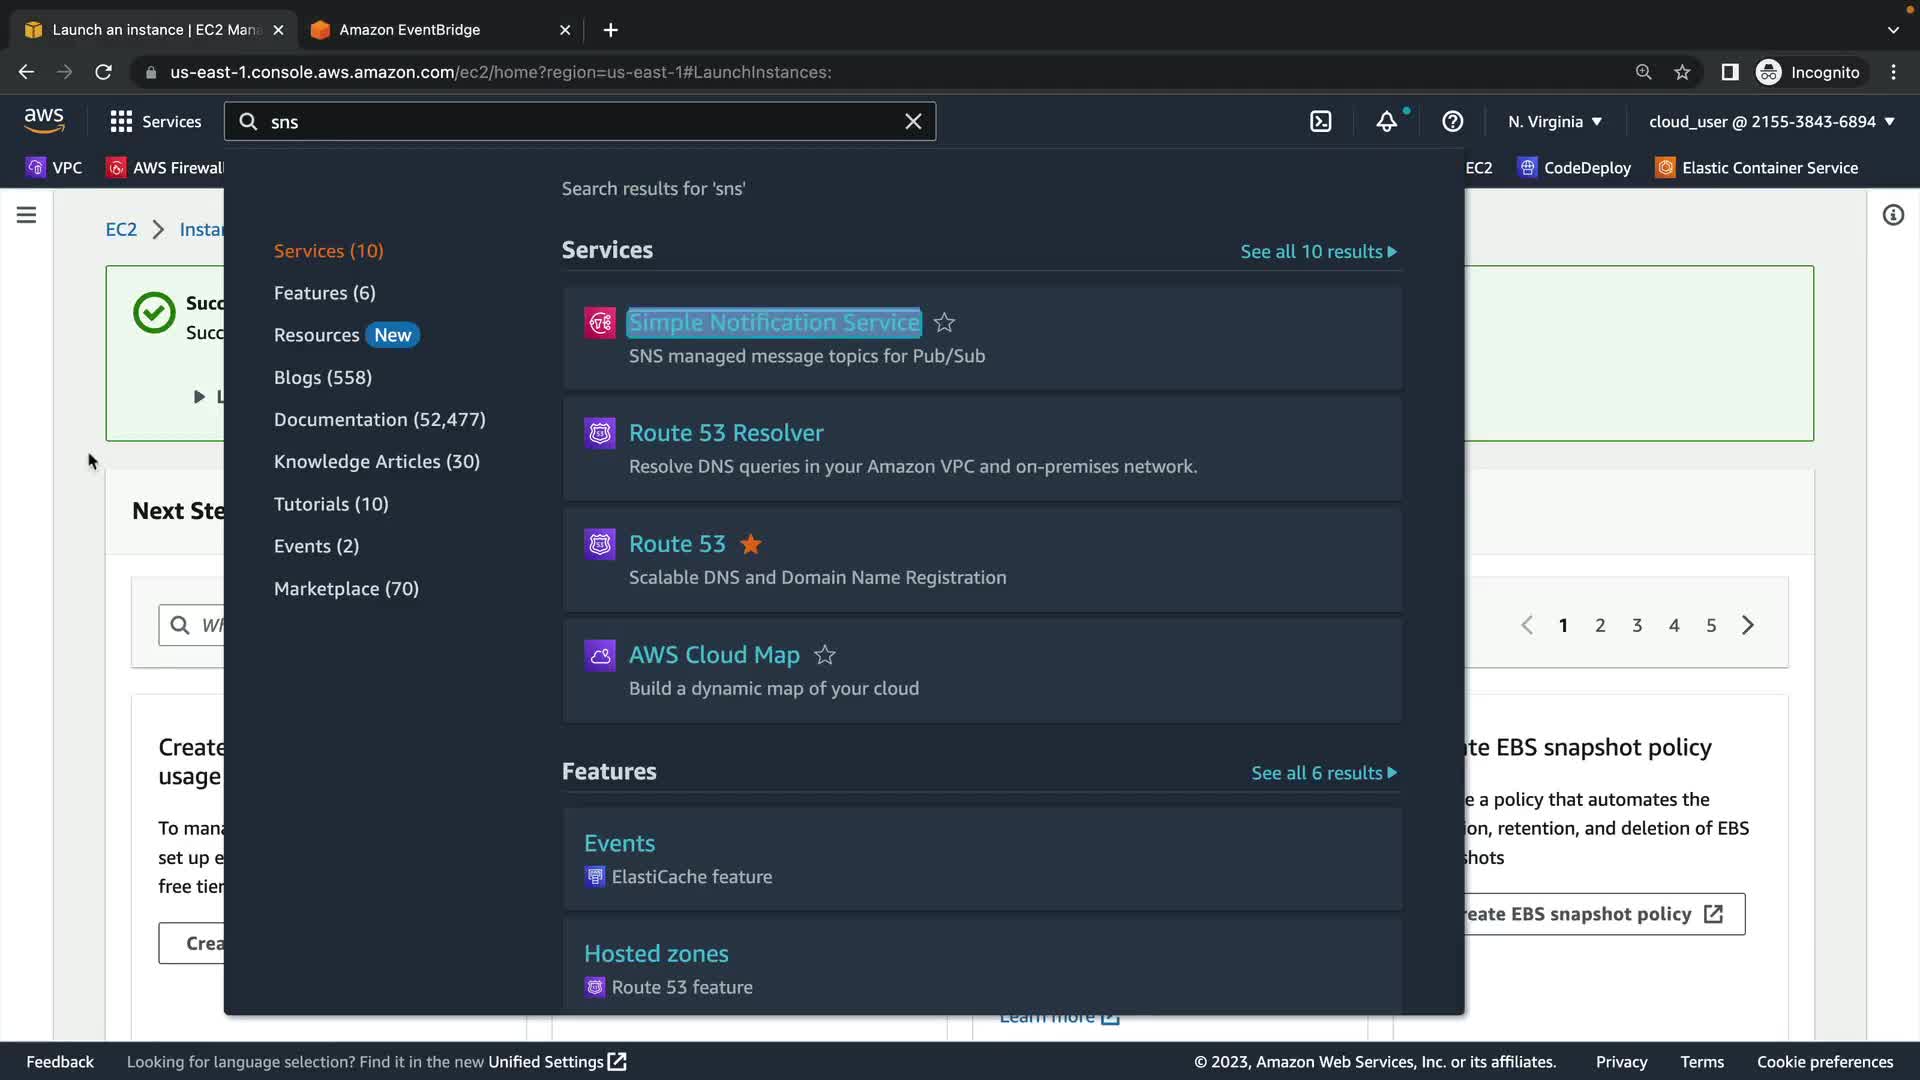 Launch an instance | EC2 Mana
Amazon EventBridge
us-east-1.console.aws.amazon.com/ec2/home?region=us-east-1#LaunchInstances:
Incognito
aws
Services
sns
N. Virginia
cloud_user @ 2155-3843-6894
VPC
AWS Firewall
EC2
CodeDeploy
Elastic Container Service
Search results for 'sns'
EC2
Instan
Services (10)
Features (6)
Resources New
Blogs (558)
Documentation (52,477)
Knowledge Articles (30)
Tutorials (10)
Events (2)
Marketplace (70)
Services
See all 10 results
Simple Notification Service
SNS managed message topics for Pub/Sub
Route 53 Resolver
Resolve DNS queries in your Amazon VPC and on-premises network.
Route 53
Scalable DNS and Domain Name Registration
AWS Cloud Map
Build a dynamic map of your cloud
Features
See all 6 results
Events
ElastiCache feature
Hosted zones
Route 53 feature
Succ
Succ
L
Next Ste
Wh
1 2 3 4 5
Create
usage
To mana
set up e
free tier
Crea
Learn more
te EBS snapshot policy
e a policy that automates the
ion, retention, and deletion of EBS
shots
reate EBS snapshot policy
Feedback
Looking for language selection? Find it in the new Unified Settings
© 2023, Amazon Web Services, Inc. or its affiliates.
Privacy
Terms
Cookie preferences